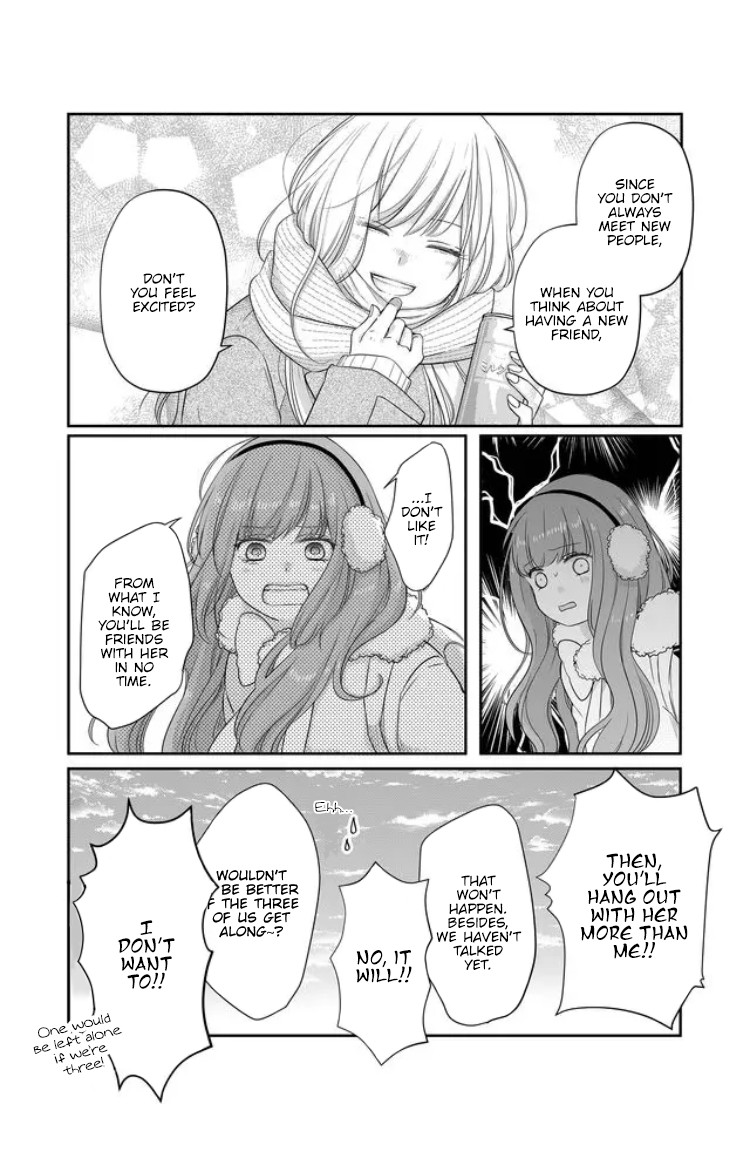 SINCE
YOU DON'T
ALWAYS
MEET NEW
PEOPLE,
WHEN YOU
THINK ABOUT
HAVING A NEW
FRIEND,
DON'T
YOU FEEL
EXCITED?
ミルク
...I
DON'T
LIKE
IT!
FROM
WHAT I
KNOW,
YOU'LL BE
FRIENDS
WITH HER
IN NO
TIME.
THEN,
YOU'LL
HANG OUT
WITH HER
MORE THAN
ME!!
THAT
WON'T
HAPPEN.
BESIDES,
WE HAVEN'T
TALKED
YET.
NO, IT
WILL!!
Ehh...
WOULDN'T
BE BETTER
F THE THREE
OF US GET
ALONG~?
I
DON'T
WANT
TO!!
One would
be left alone
if we're
three!